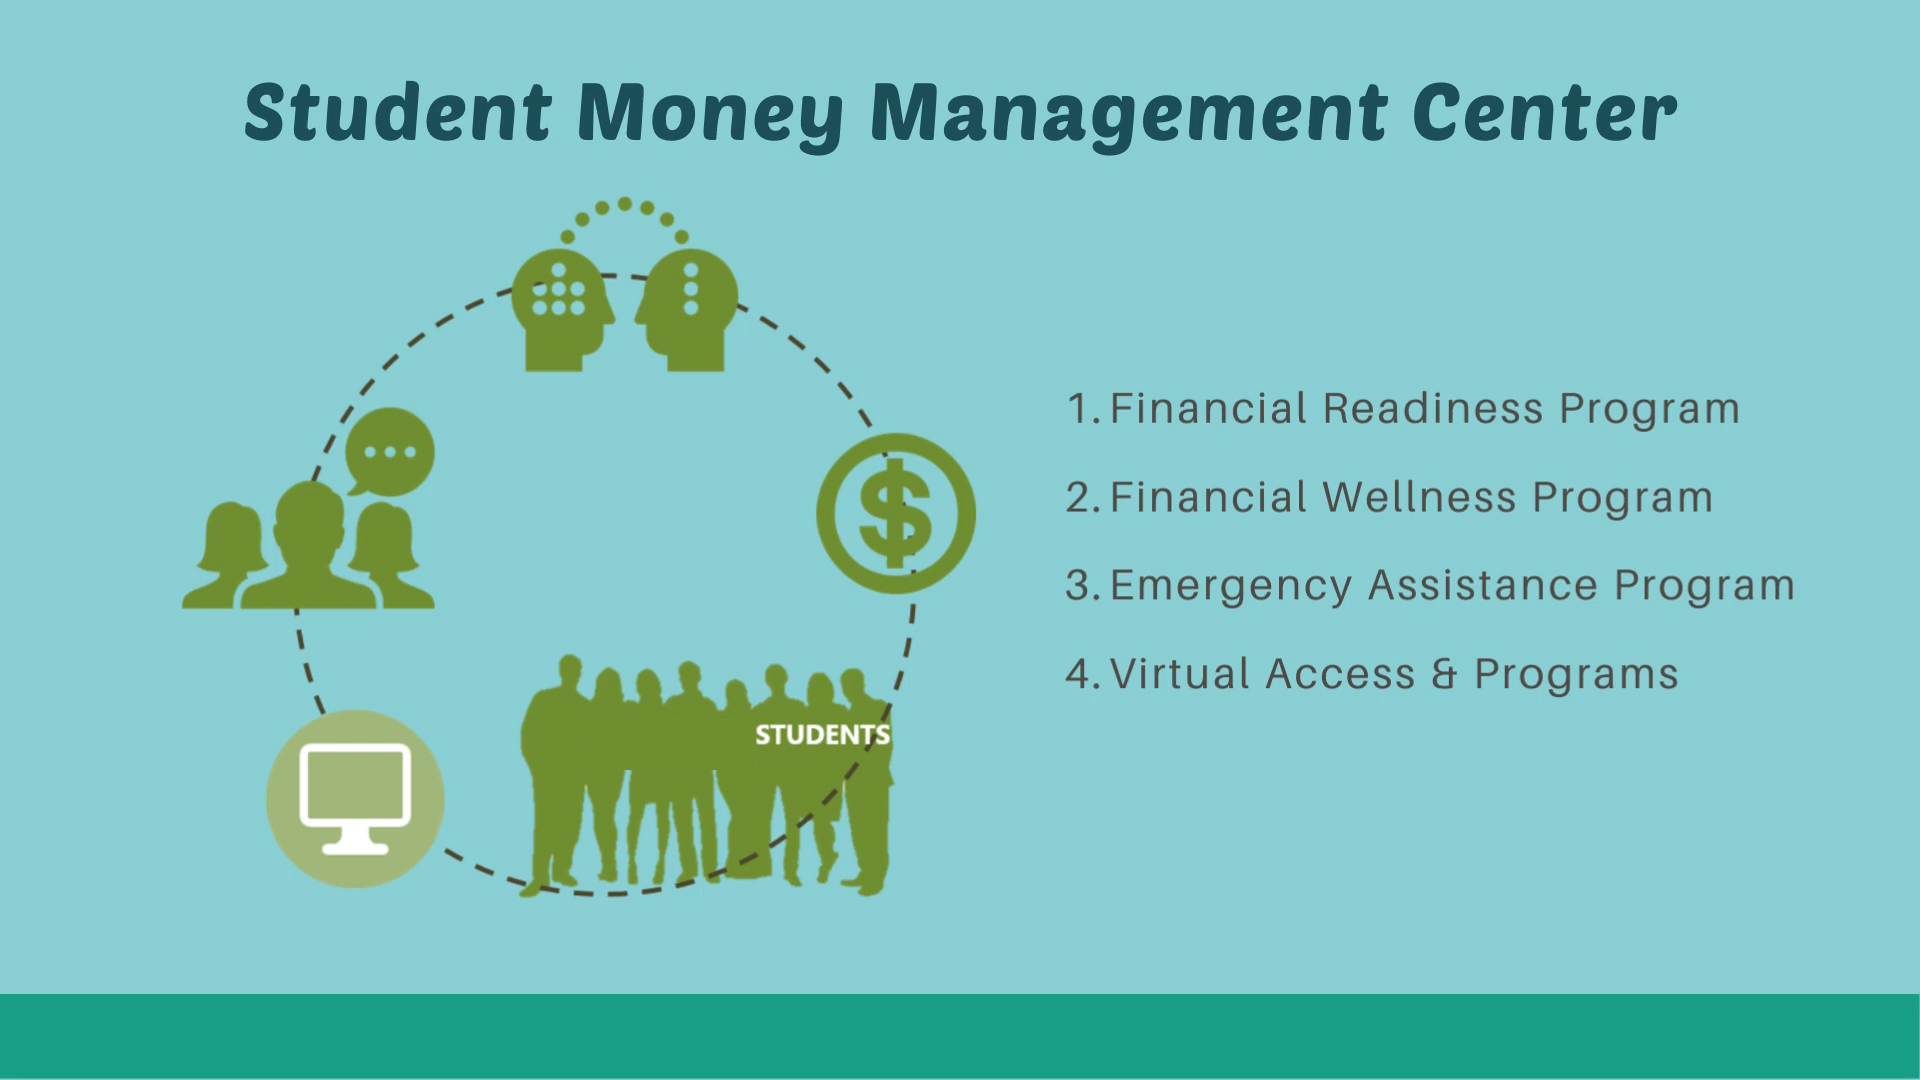 Student Money Management Center
1. Financial Readiness Program
2. Financial Wellness Program
3. Emergency Assistance Program
4. Virtual Access & Programs
$
STUDENTS